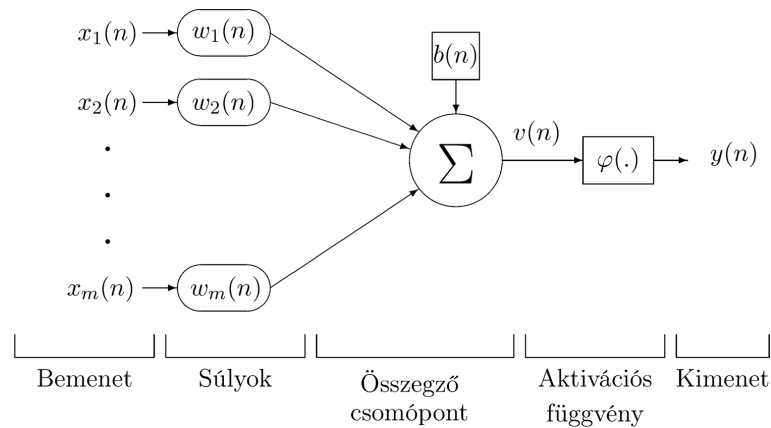 x₁(n) w₁(n)
b(n)
x₂(n) w₂(n)
v(n)
∑ φ(.) y(n)
xₘ(n) wₘ(n)
Bemenet Súlyok Összegző csomópont Aktivációs függvény Kimenet